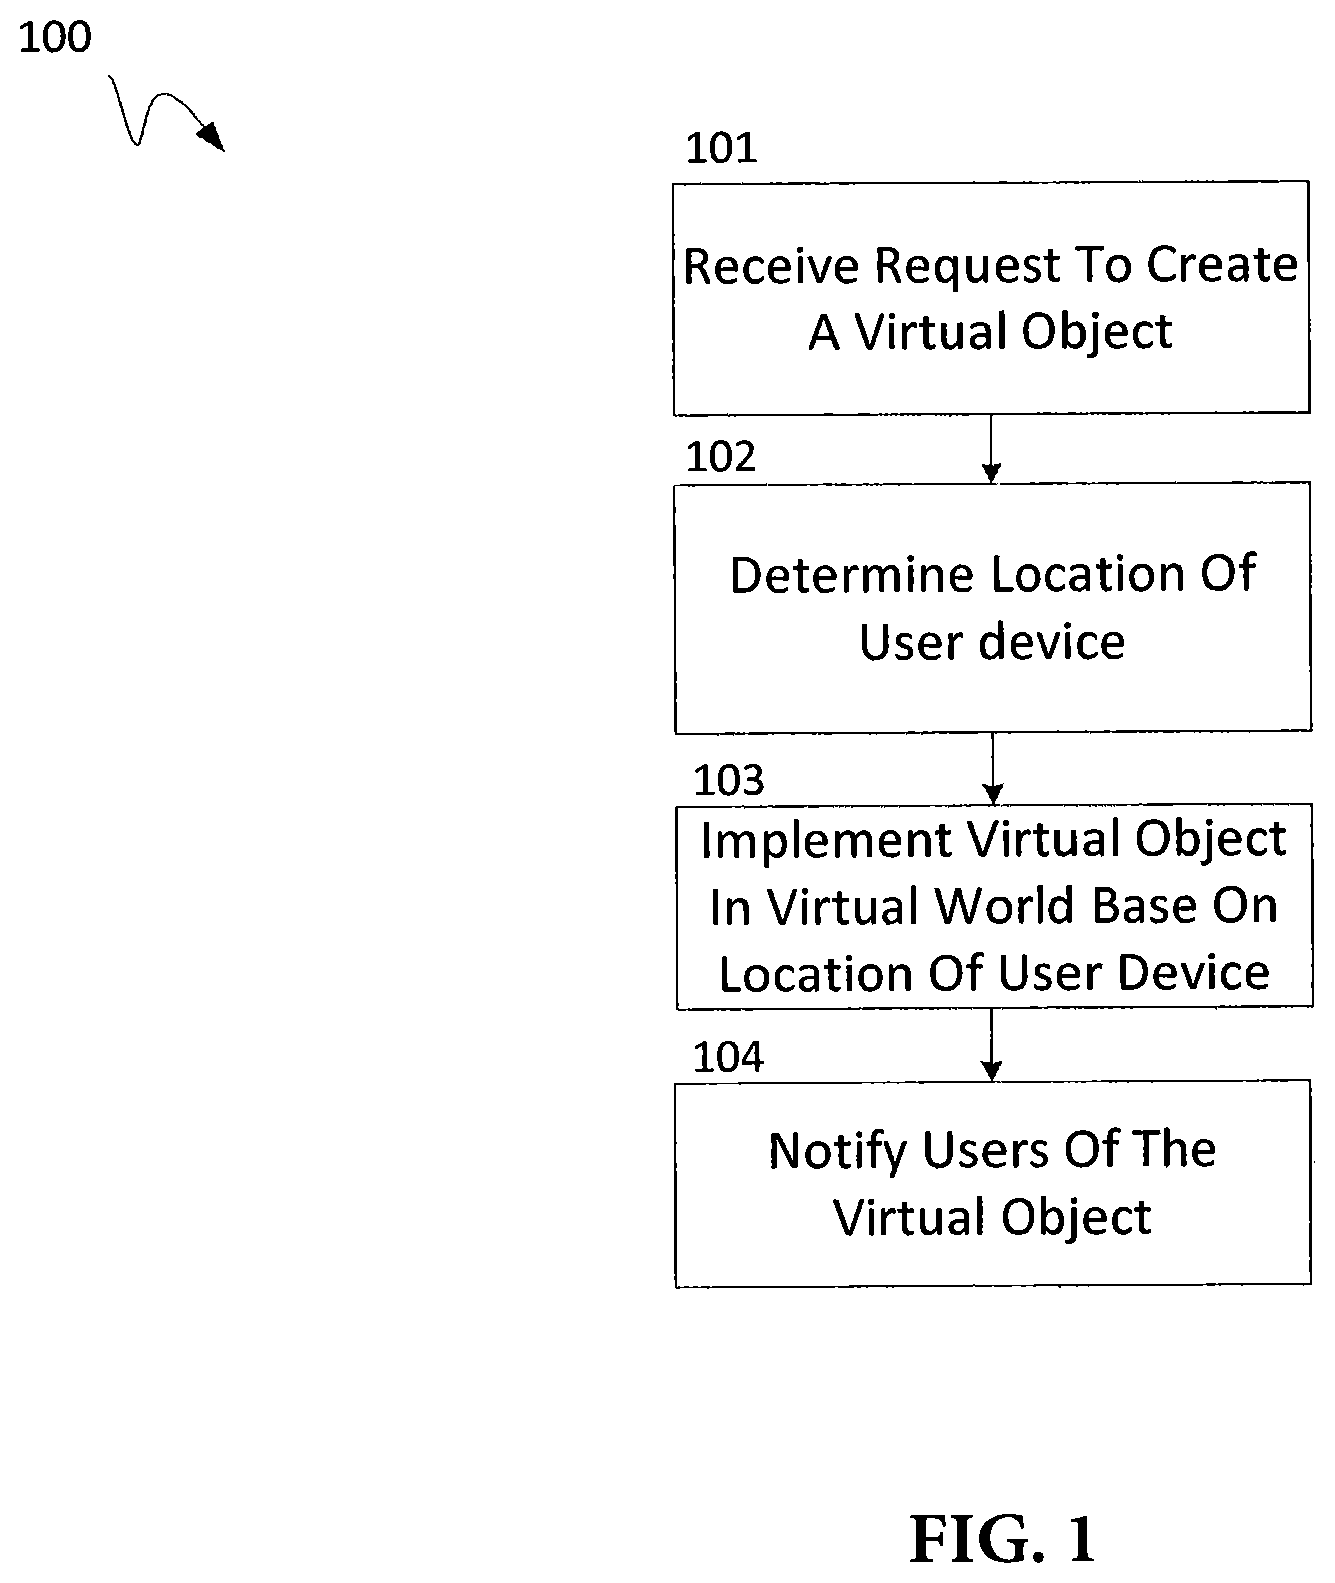 100
101
Receive Request To Create
A Virtual Object
102
Determine Location Of
User device
103
Implement Virtual Object
In Virtual World Base On
Location Of User Device
104
Notify Users Of The
Virtual Object
FIG. 1